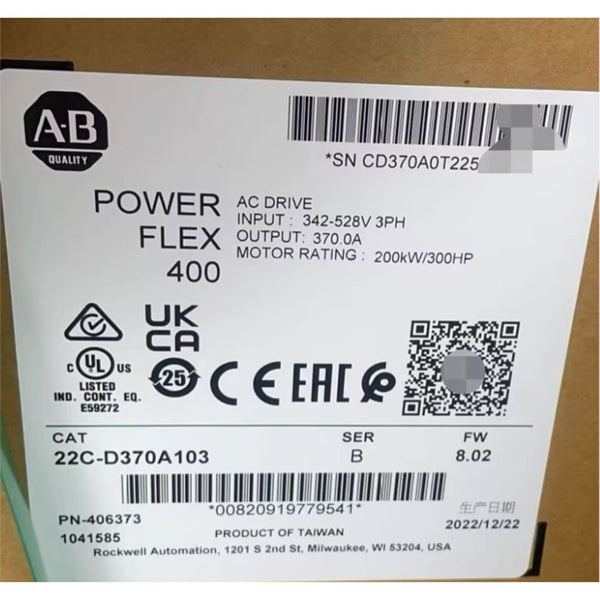 A-B
QUALITY
*SN CD370A0T225
POWER
FLEX
400
AC DRIVE
INPUT : 342-528V 3PH
OUTPUT: 370.0A
MOTOR RATING : 200kW/300HP
UK
CA
C UL US
LISTED
IND. CONT. EQ.
E59272
25
CE
EAC
CAT
22C-D370A103
SER
B
FW
8.02
*00820919779541*
PN-406373
1041585
生产日期
2022/12/22
PRODUCT OF TAIWAN
Rockwell Automation, 1201 S 2nd St, Milwaukee, WI 53204, USA